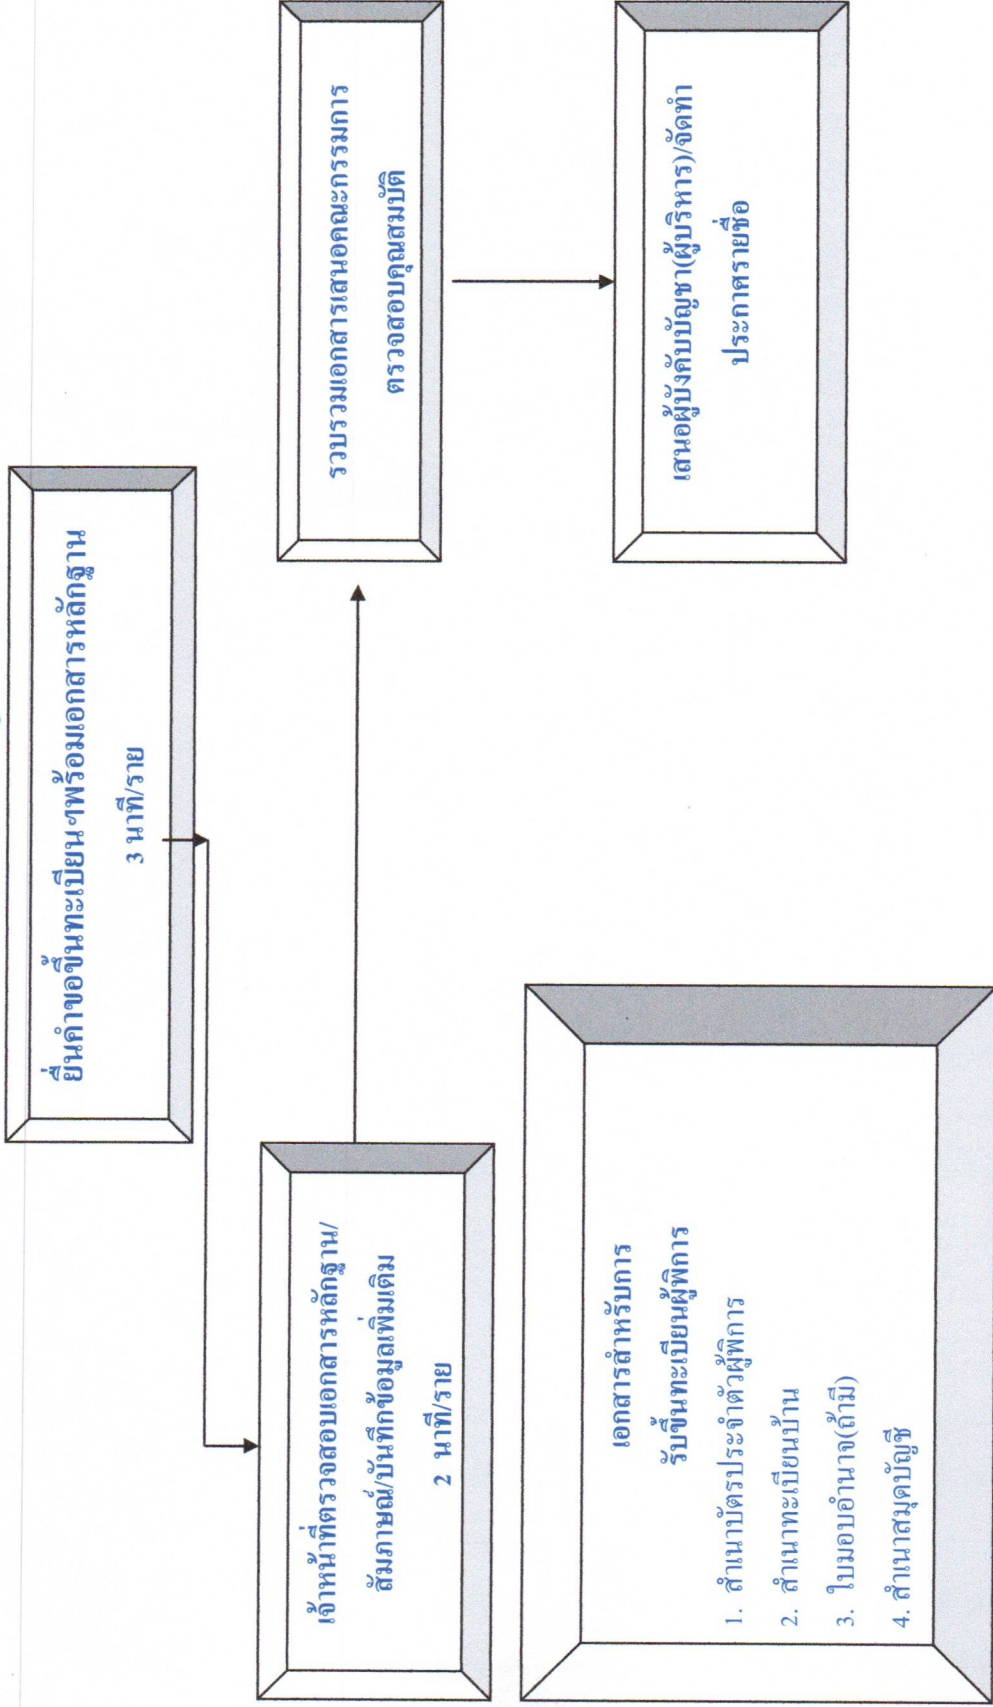 ยื่นคำขอขึ้นทะเบียนฯพร้อมเอกสารหลักฐาน
3 นาที/ราย
เจ้าหน้าที่ตรวจสอบเอกสารหลักฐาน/
สัมภาษณ์/บันทึกข้อมูลเพิ่มเติม
2 นาที/ราย
รวบรวมเอกสารเสนอคณะกรรมการ
ตรวจสอบคุณสมบัติ
เสนอผู้บังคับบัญชา(ผู้บริหาร)/จัดทำ
ประกาศรายชื่อ
เอกสารสำหรับการ
รับขึ้นทะเบียนผู้พิการ
1. สำเนาบัตรประจำตัวผู้พิการ
2. สำเนาทะเบียนบ้าน
3. ใบมอบอำนาจ(ถ้ามี)
4. สำเนาสมุดบัญชี